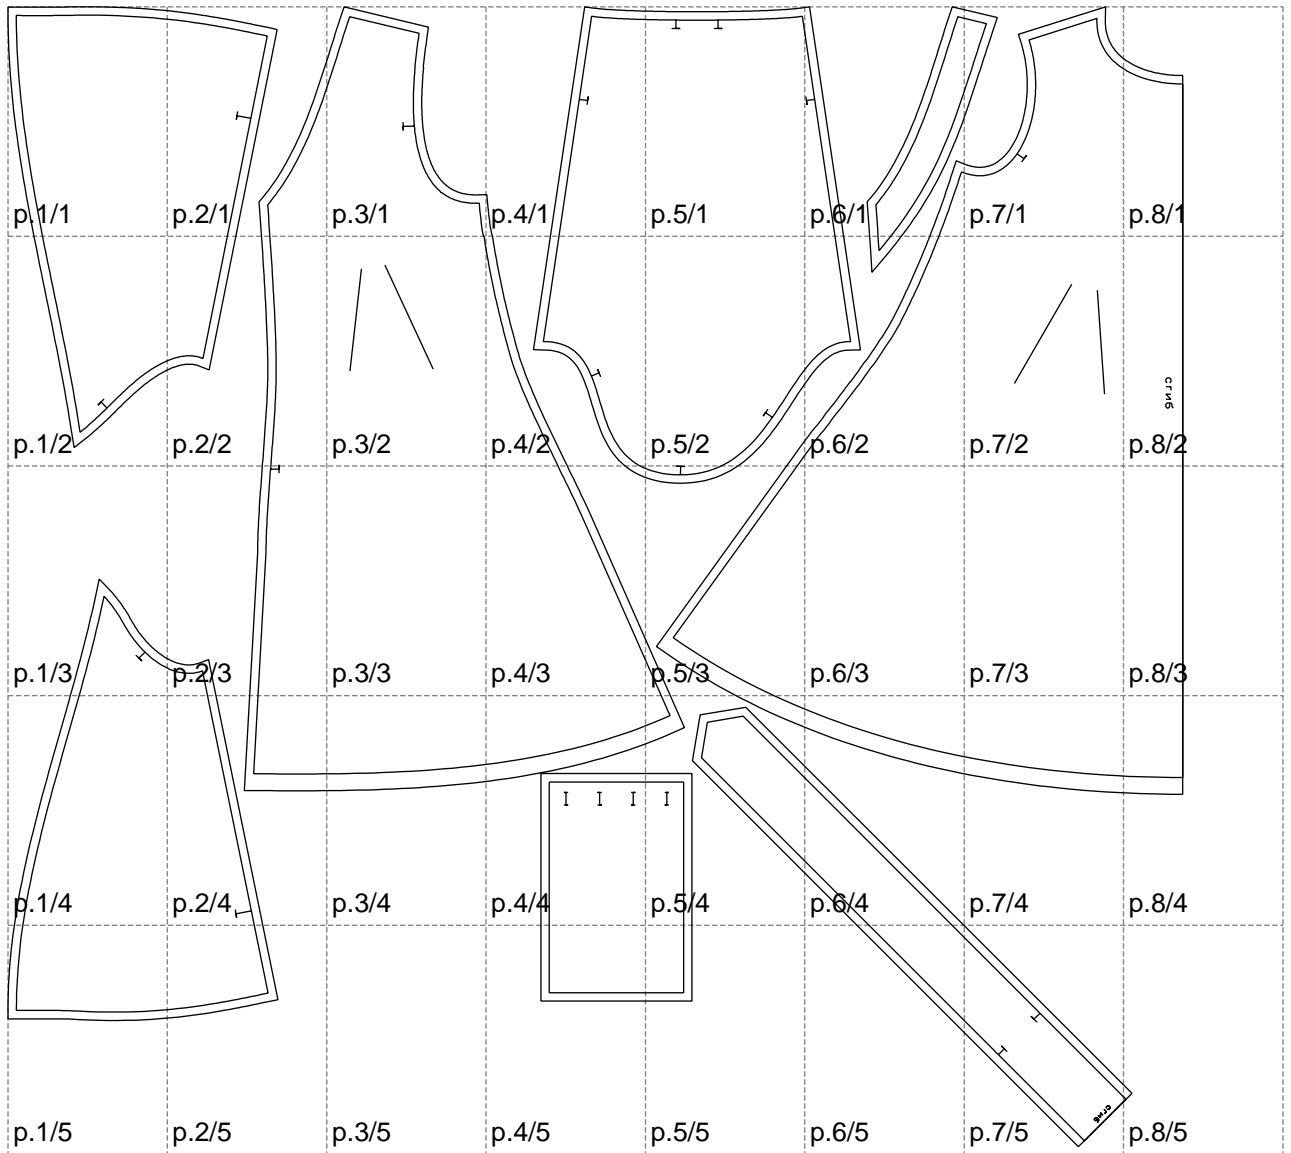 p.1/1 p.2/1 p.3/1 p.4/1 p.5/1 p.6/1 p.7/1 p.8/1
сгиб
p.1/2 p.2/2 p.3/2 p.4/2 p.5/2 p.6/2 p.7/2 p.8/2
p.1/3 p.2/3 p.3/3 p.4/3 p.5/3 p.6/3 p.7/3 p.8/3
p.1/4 p.2/4 p.3/4 p.4/4 p.5/4 p.6/4 p.7/4 p.8/4
сгиб
p.1/5 p.2/5 p.3/5 p.4/5 p.5/5 p.6/5 p.7/5 p.8/5